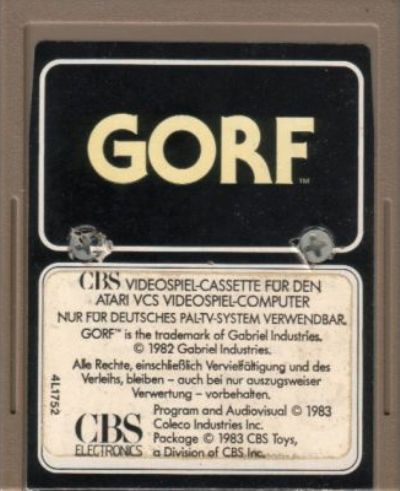 GORF™
CBS VIDEOSPIEL-CASSETTE FÜR DEN
ATARI VCS VIDEOSPIEL-COMPUTER
NUR FÜR DEUTSCHES PAL-TV-SYSTEM VERWENDBAR.
GORF™ is the trademark of Gabriel Industries.
© 1982 Gabriel Industries.
Alle Rechte, einschließlich Vervielfältigung und des
Verleihs, bleiben – auch bei nur auszugsweiser
Verwertung – vorbehalten.
4L1752
CBS
ELECTRONICS
Program and Audiovisual © 1983
Coleco Industries Inc.
Package © 1983 CBS Toys,
a Division of CBS Inc.